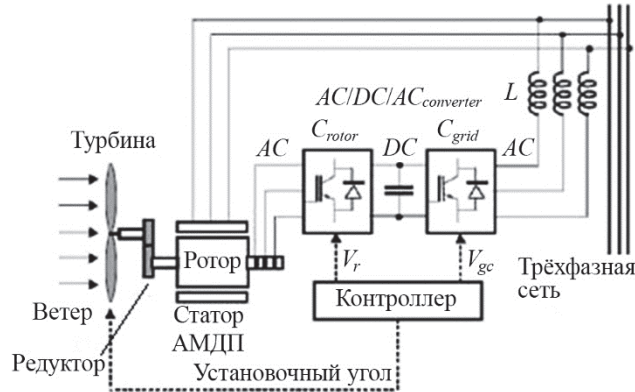 AC/DC/ACconverter
L
Турбина
Crotor
Cgrid
AC
DC
AC
Ротор
Vr
Vgc
Трёхфазная
сеть
Контроллер
Ветер
Статор
АМДП
Редуктор
Установочный угол